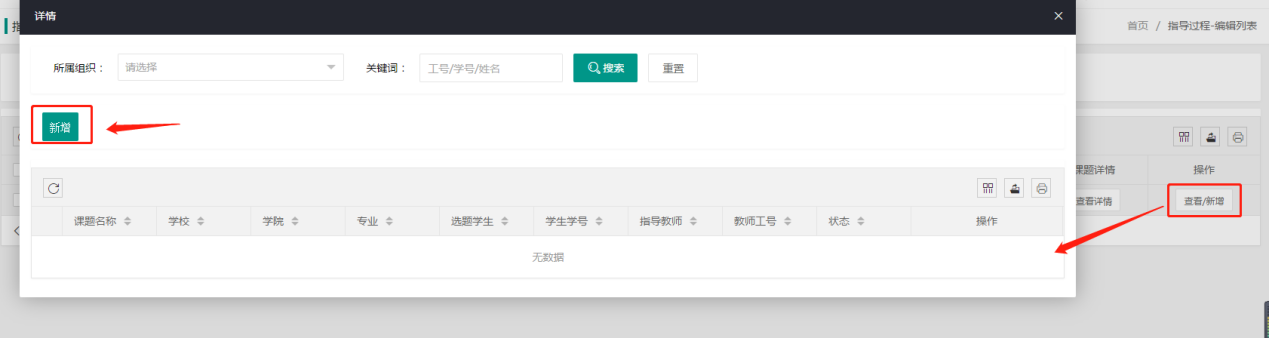 详情
首页 / 指导过程-编辑列表
所属组织： 请选择 关键词： 工号/学号/姓名 搜索 重置
新增
课题详情 操作
查看详情 查看/新增
课题名称 学校 学院 专业 选题学生 学生学号 指导教师 教师工号 状态 操作
无数据